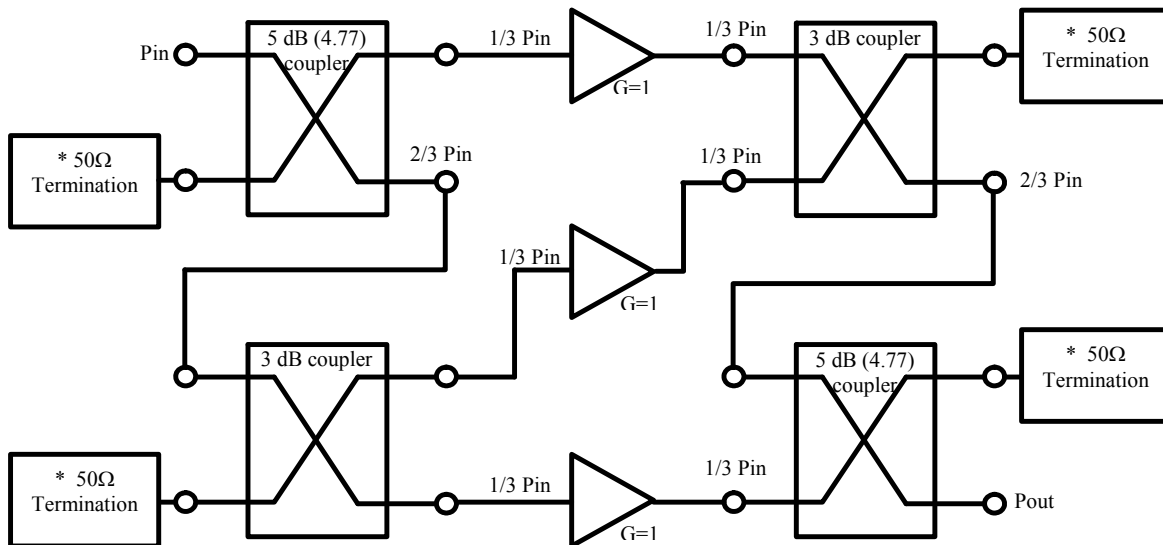 5 dB (4.77)
coupler
3 dB coupler
* 50Ω
Termination
Pin
1/3 Pin
1/3 Pin
G=1
* 50Ω
Termination
2/3 Pin
1/3 Pin
2/3 Pin
1/3 Pin
G=1
3 dB coupler
5 dB (4.77)
coupler
* 50Ω
Termination
* 50Ω
Termination
1/3 Pin
1/3 Pin
Pout
G=1